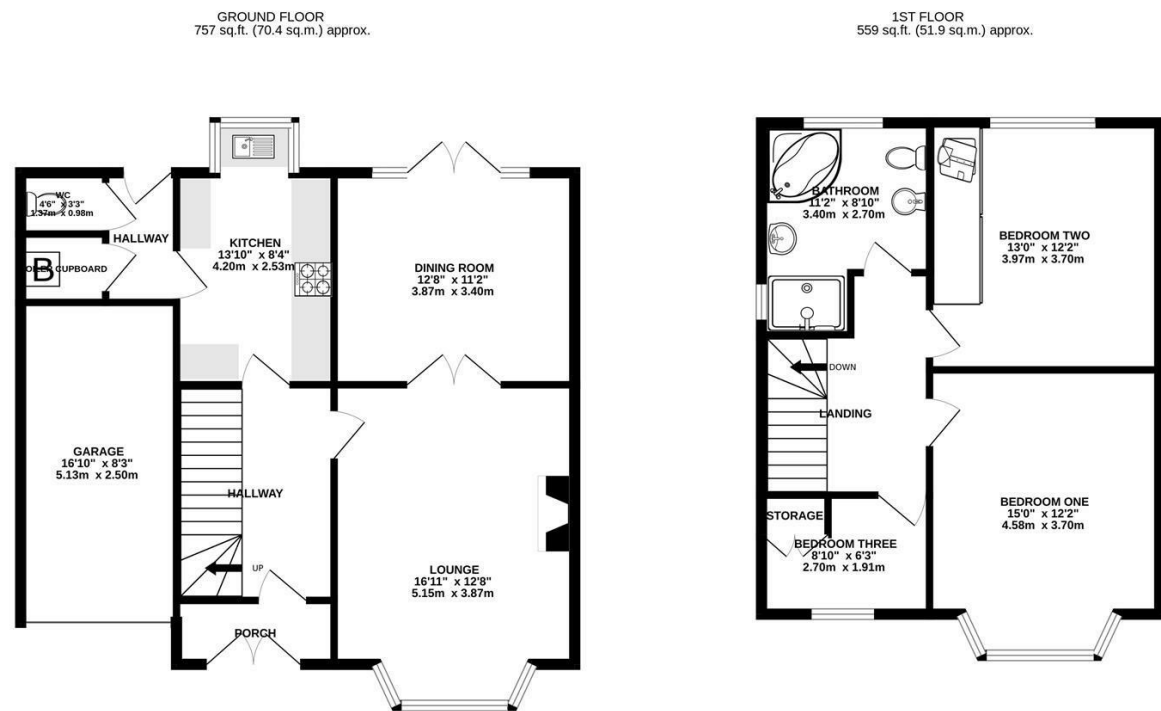 GROUND FLOOR
757 sq.ft. (70.4 sq.m.) approx.
WC
4'6" x 3'3"
1.37m x 0.98m
HALLWAY
B
CUPBOARD
KITCHEN
13'10" x 8'4"
4.20m x 2.53m
DINING ROOM
12'8" x 11'2"
3.87m x 3.40m
GARAGE
16'10" x 8'3"
5.13m x 2.50m
HALLWAY
UP
LOUNGE
16'11" x 12'8"
5.15m x 3.87m
PORCH
1ST FLOOR
559 sq.ft. (51.9 sq.m.) approx.
BATHROOM
11'2" x 8'10"
3.40m x 2.70m
BEDROOM TWO
13'0" x 12'2"
3.97m x 3.70m
DOWN
LANDING
BEDROOM ONE
15'0" x 12'2"
4.58m x 3.70m
STORAGE
BEDROOM THREE
8'10" x 6'3"
2.70m x 1.91m